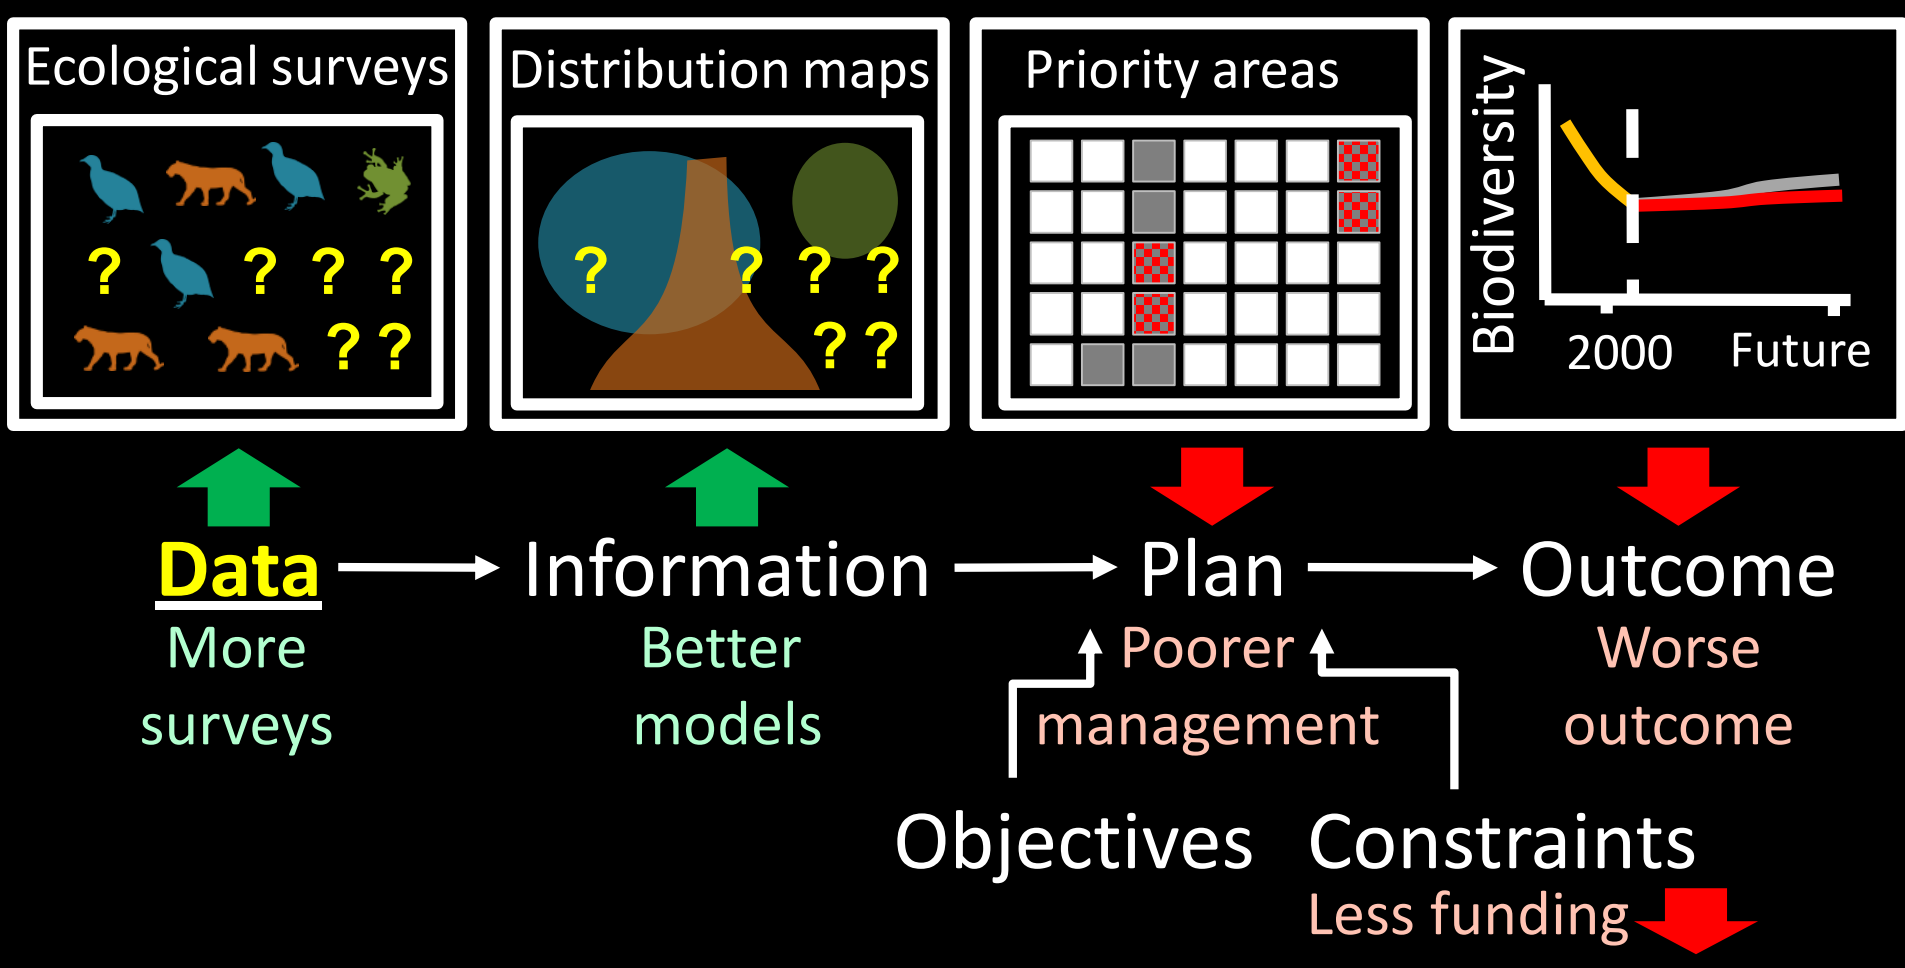 Ecological surveys
Distribution maps
Priority areas
Biodiversity
2000
Future
? ? ? ?
? ?
? ? ? ?
? ?
Data
Information
Plan
Outcome
More
surveys
Better
models
Poorer
management
Worse
outcome
Objectives
Constraints
Less funding